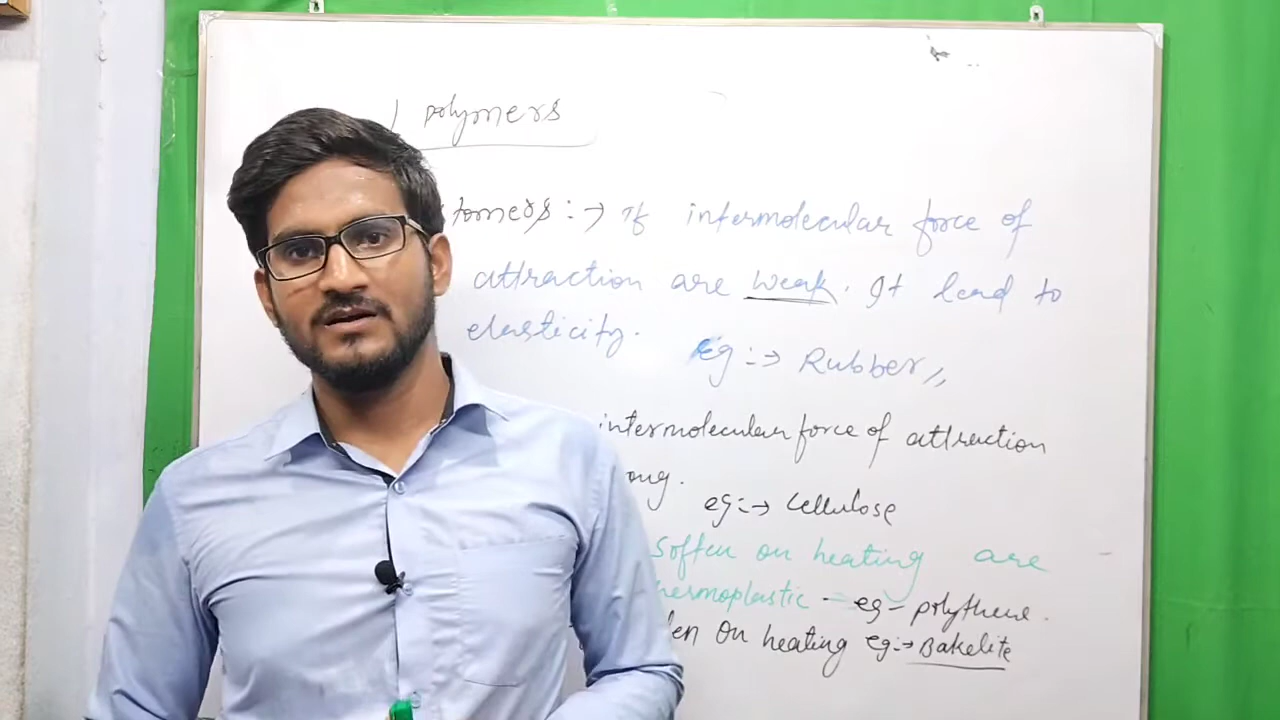 polymers
tomers :→ If intermolecular force of
attraction are weak. It lead to
elasticity. eg :→ Rubber
intermolecular force of attraction
ong. eg :→ Cellulose
Soften on heating are
hermoplastic - eg - polythene.
den on heating eg :→ Bakelite